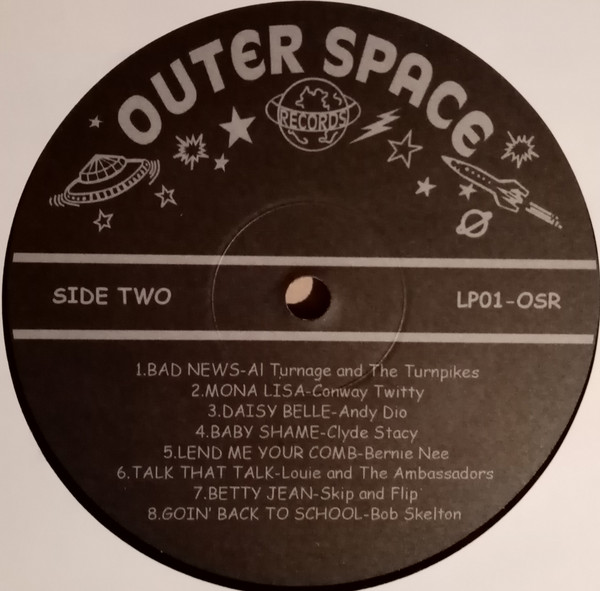 OUTER SPACE
RECORDS
SIDE TWO
LP01-OSR
1.BAD NEWS-Al Turnage and The Turnpikes
2.MONA LISA-Conway Twitty
3.DAISY BELLE-Andy Dio
4.BABY SHAME-Clyde Stacy
5.LEND ME YOUR COMB-Bernie Nee
6.TALK THAT TALK-Louie and The Ambassadors
7.BETTY JEAN-Skip and Flip
8.GOIN' BACK TO SCHOOL-Bob Skelton